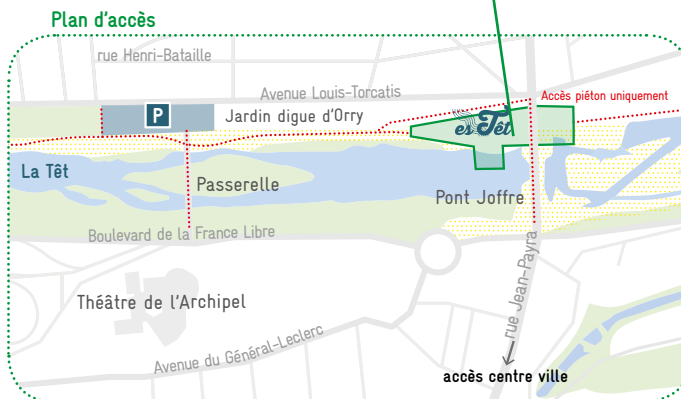 Plan d'accès
rue Henri-Bataille
Avenue Louis-Torcatis
Accès piéton uniquement
P
Jardin digue d'Orry
es Têt
La Têt
Passerelle
Pont Joffre
Boulevard de la France Libre
Théâtre de l'Archipel
rue Jean-Payra
Avenue du Général-Leclerc
accès centre ville